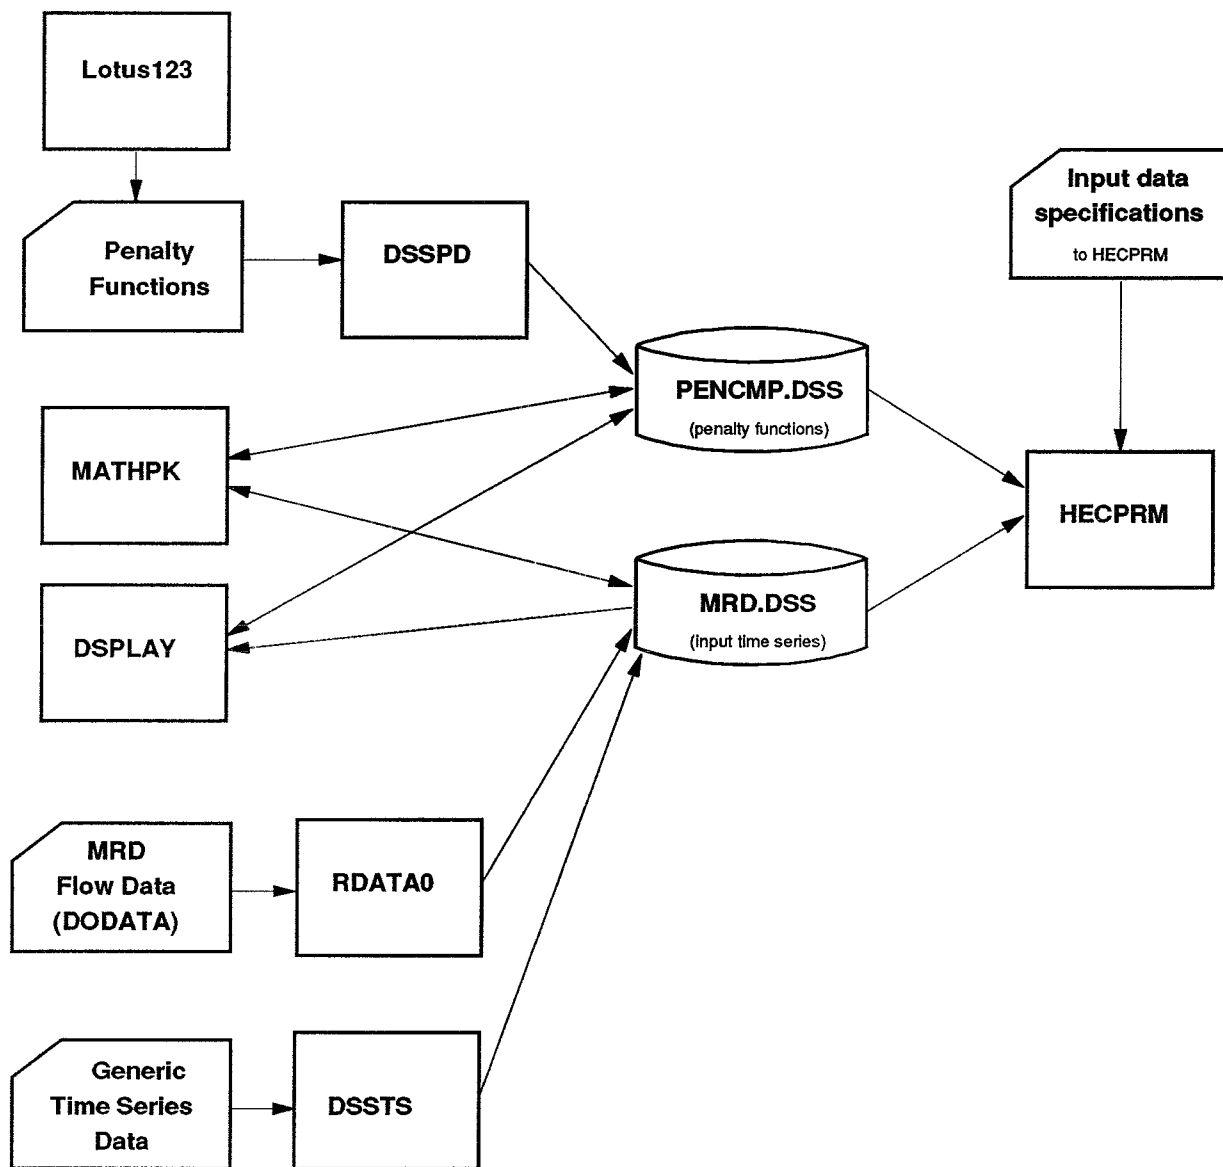 Lotus123
Input data
specifications
to HECPRM
Penalty
Functions
DSSPD
PENCMP.DSS
(penalty functions)
MATHPK
HECPRM
MRD.DSS
(input time series)
DSPLAY
MRD
Flow Data
(DODATA)
RDATA0
Generic
Time Series
Data
DSSTS